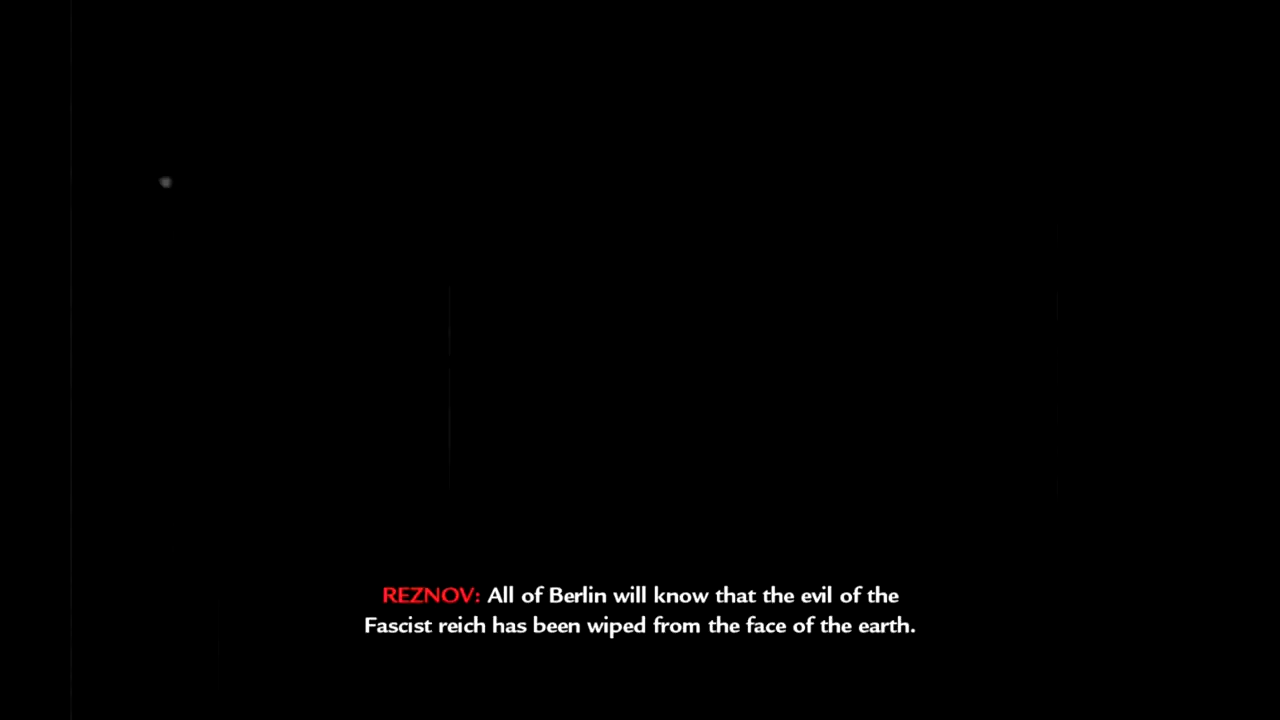 REZNOV: All of Berlin will know that the evil of the
Fascist reich has been wiped from the face of the earth.